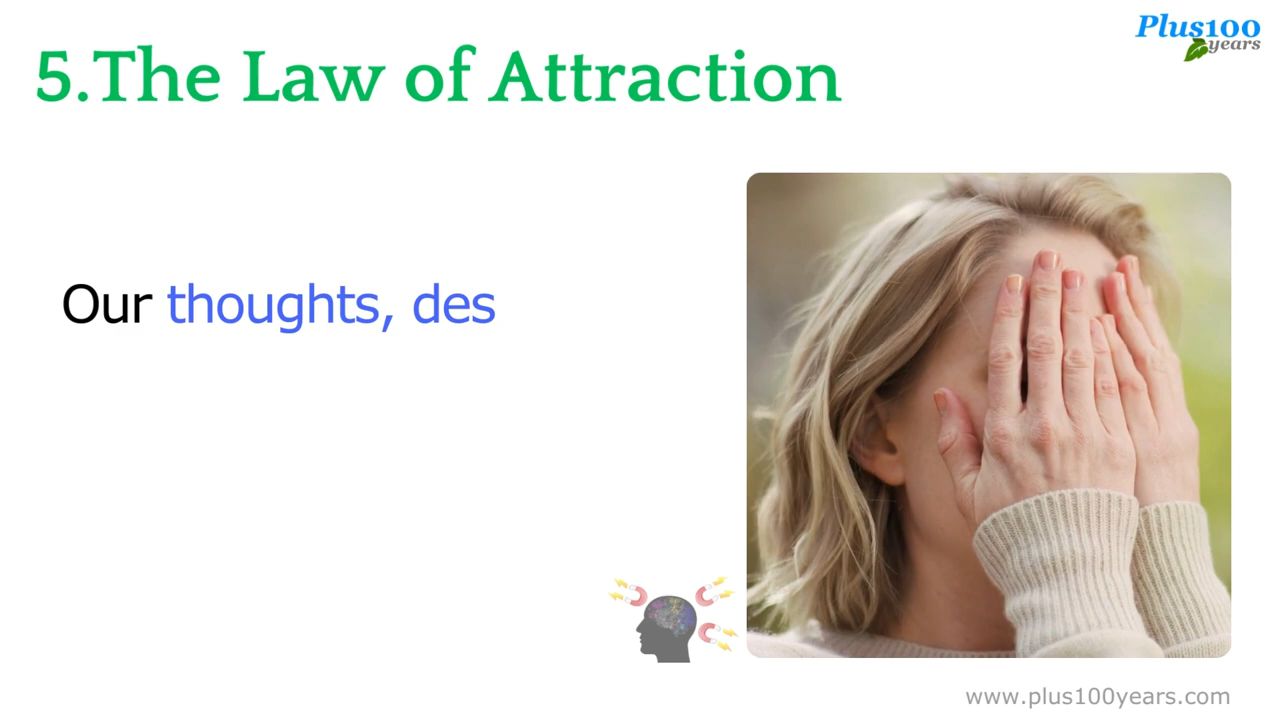 Plus100
years
5.The Law of Attraction
Our thoughts, des
www.plus100years.com